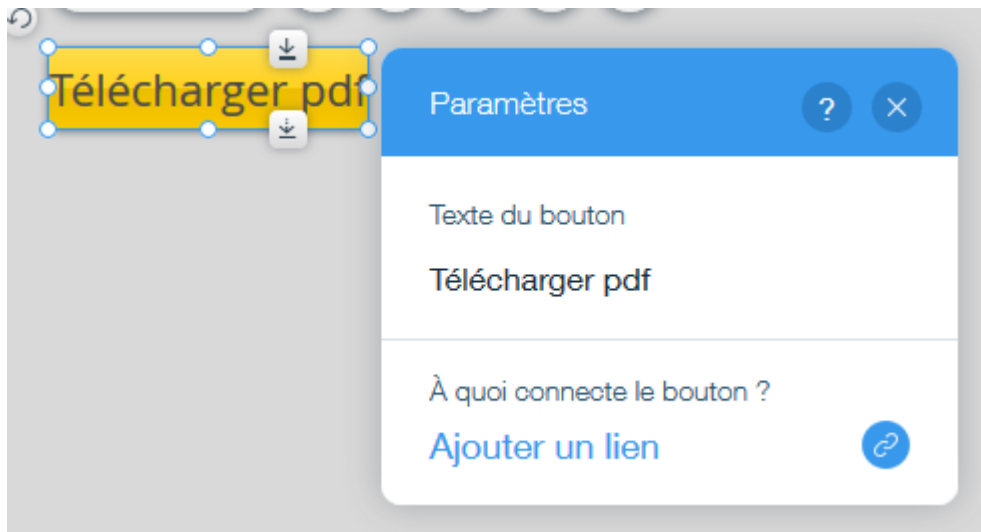 Télécharger pdf
Paramètres ?
Texte du bouton
Télécharger pdf
À quoi connecte le bouton ?
Ajouter un lien